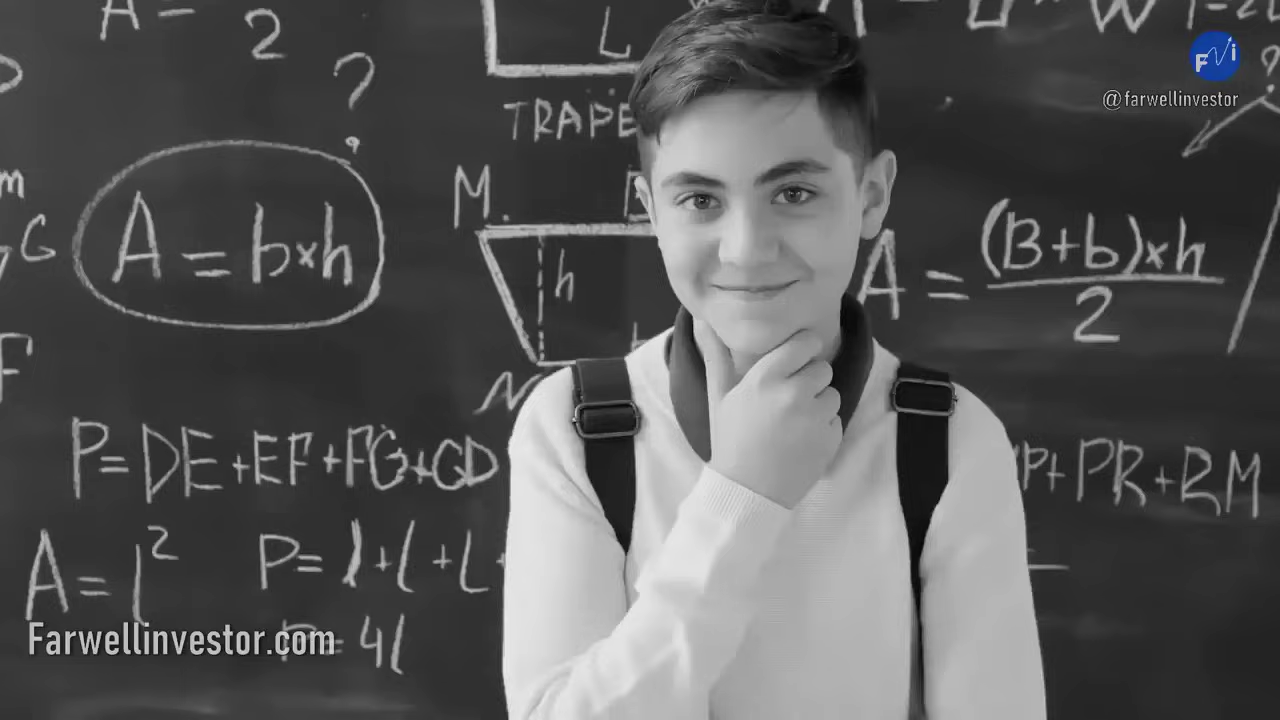 A = 2
L
?
TRAPE
F i
@farwellinvestor
m
G
A = b×h
M.
h
A = (B+b)×h
2
F
N
P=DE+EF+FG+GD
P+PR+RM
A = l²
P= l+l+L
Farwellinvestor.com
= 4l